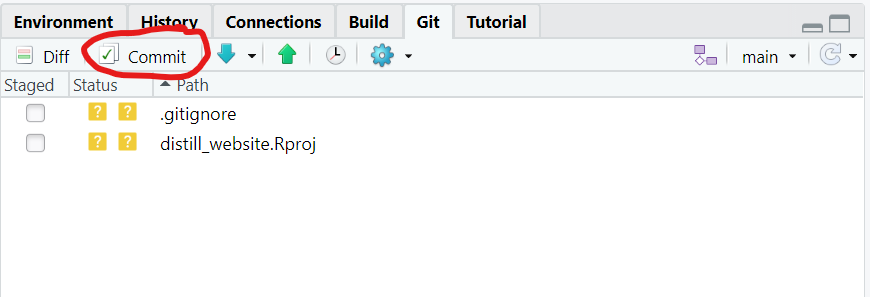 Environment History Connections Build Git Tutorial
Diff Commit main
Staged Status Path
? ? .gitignore
? ? distill_website.Rproj